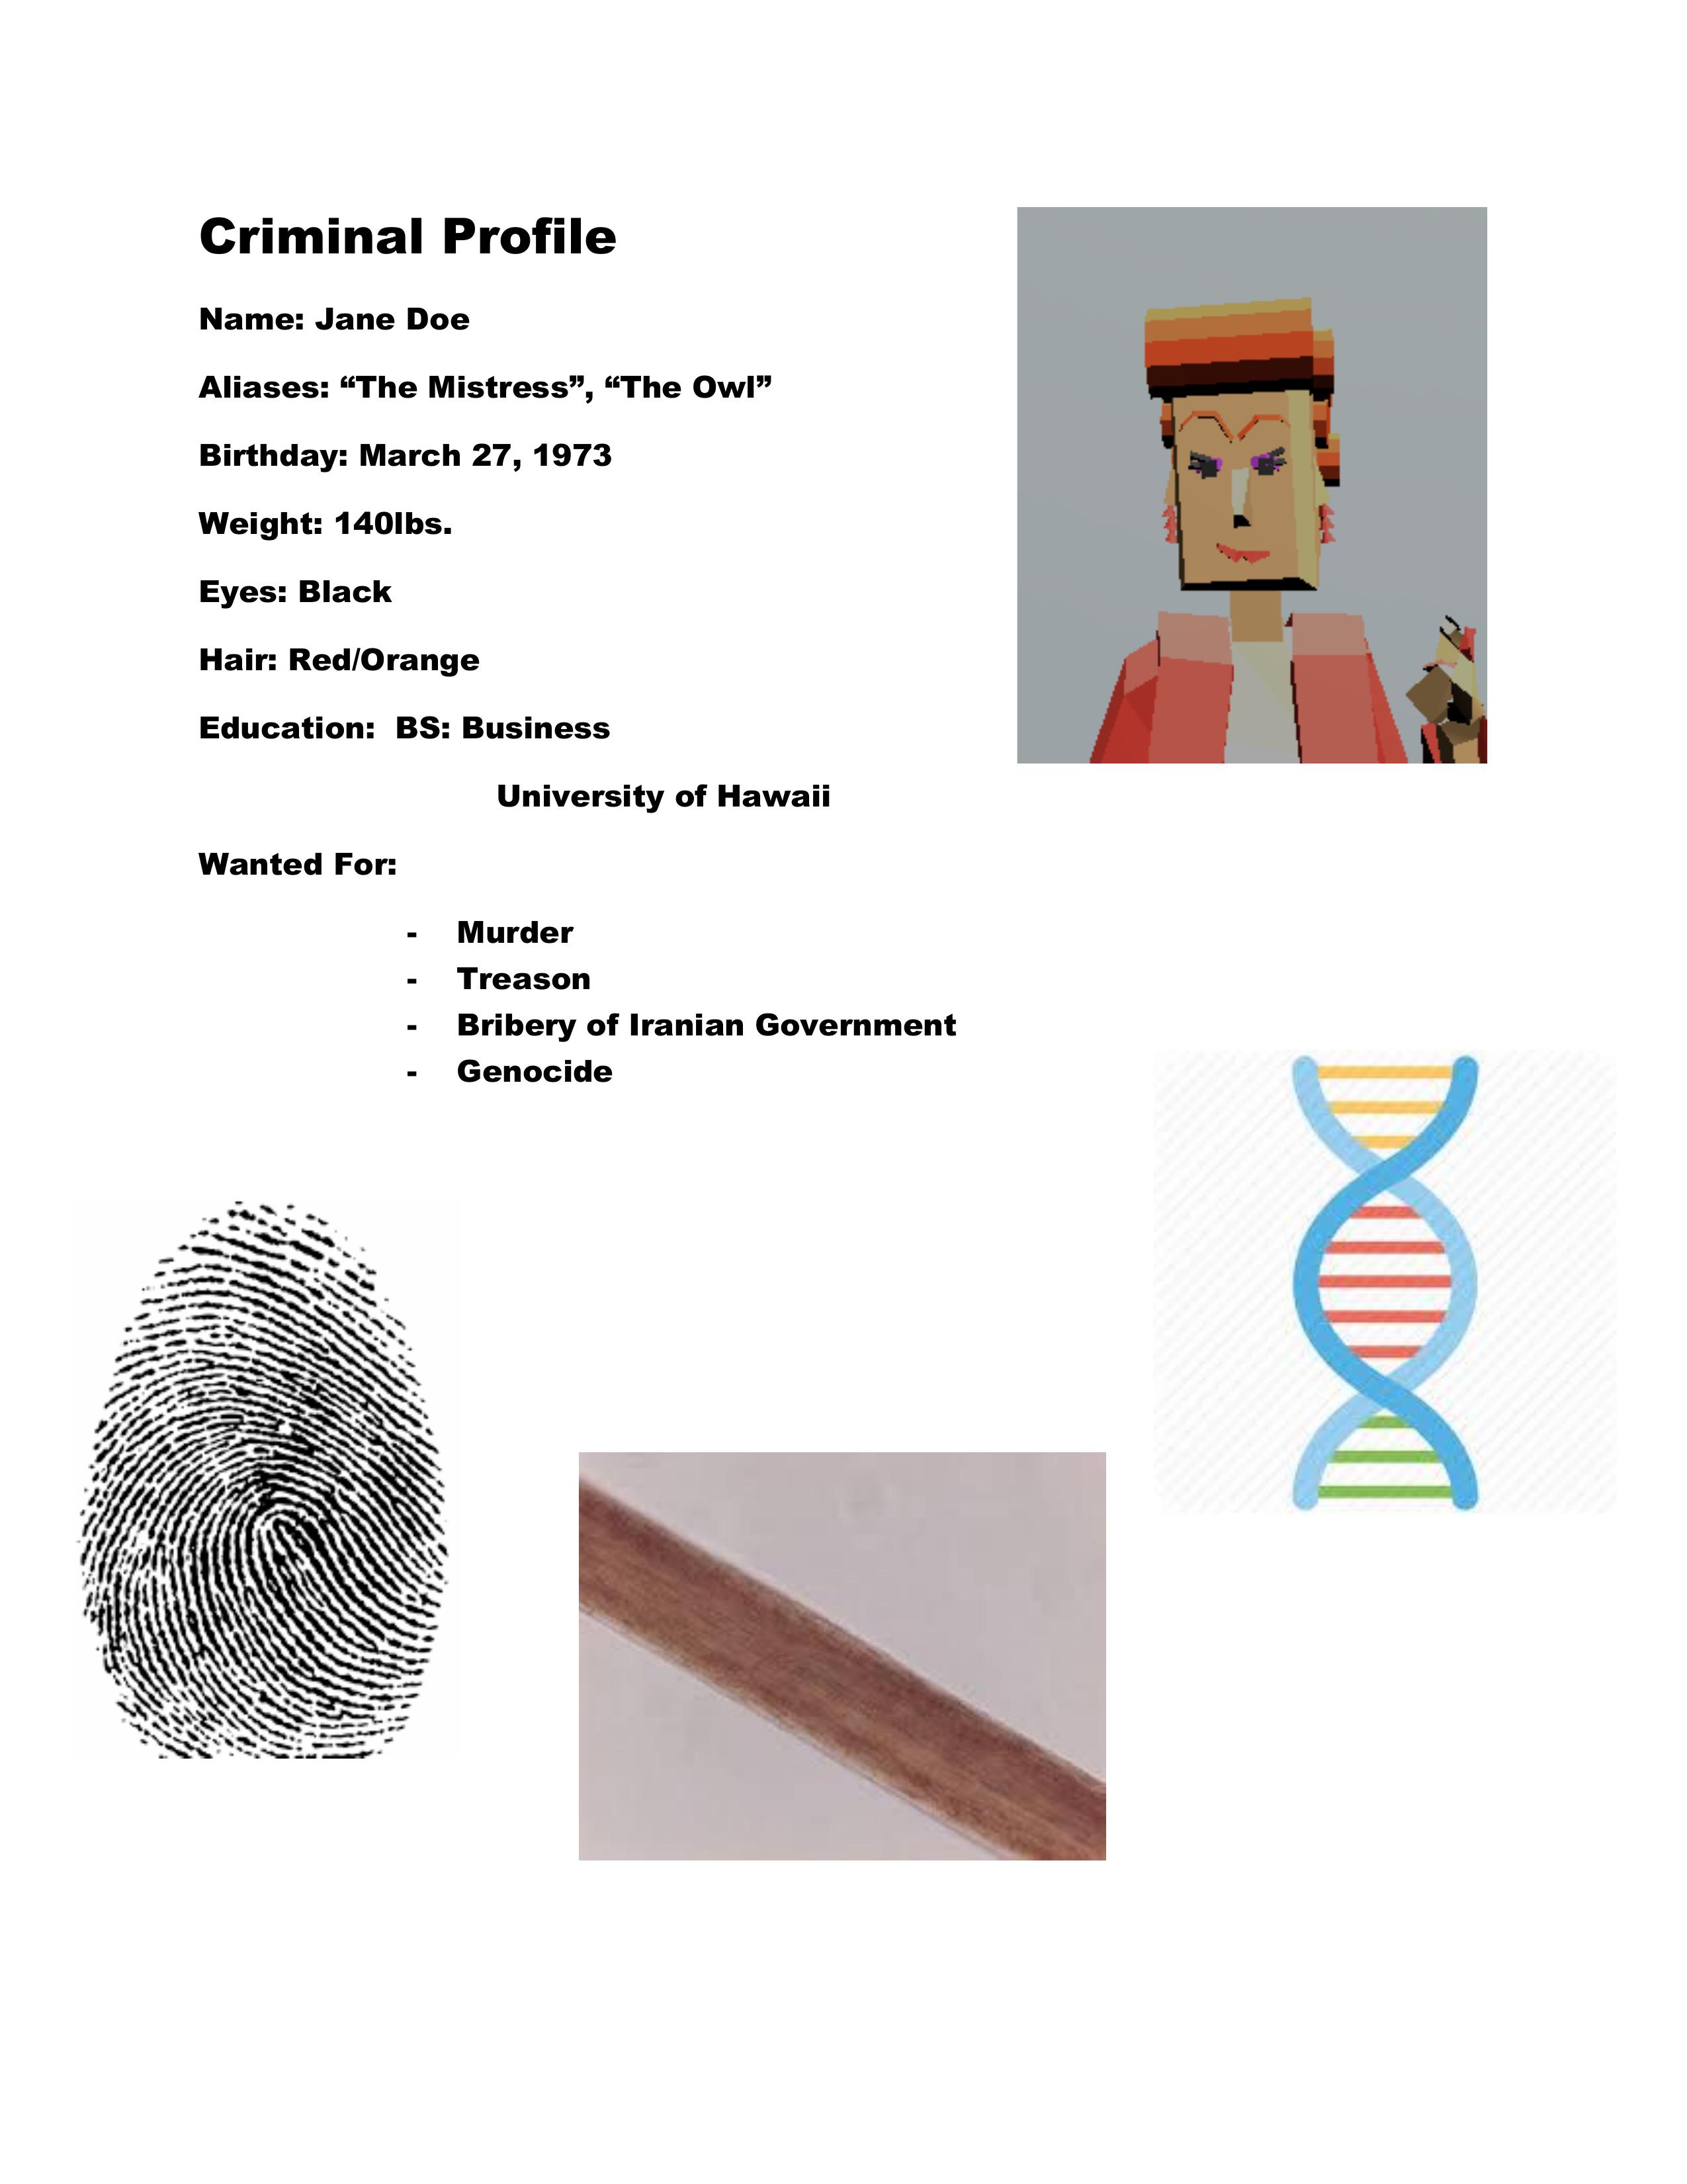 Criminal Profile
Name: Jane Doe
Aliases: “The Mistress”, “The Owl”
Birthday: March 27, 1973
Weight: 140lbs.
Eyes: Black
Hair: Red/Orange
Education:  BS: Business
University of Hawaii
Wanted For:
- Murder
- Treason
- Bribery of Iranian Government
- Genocide